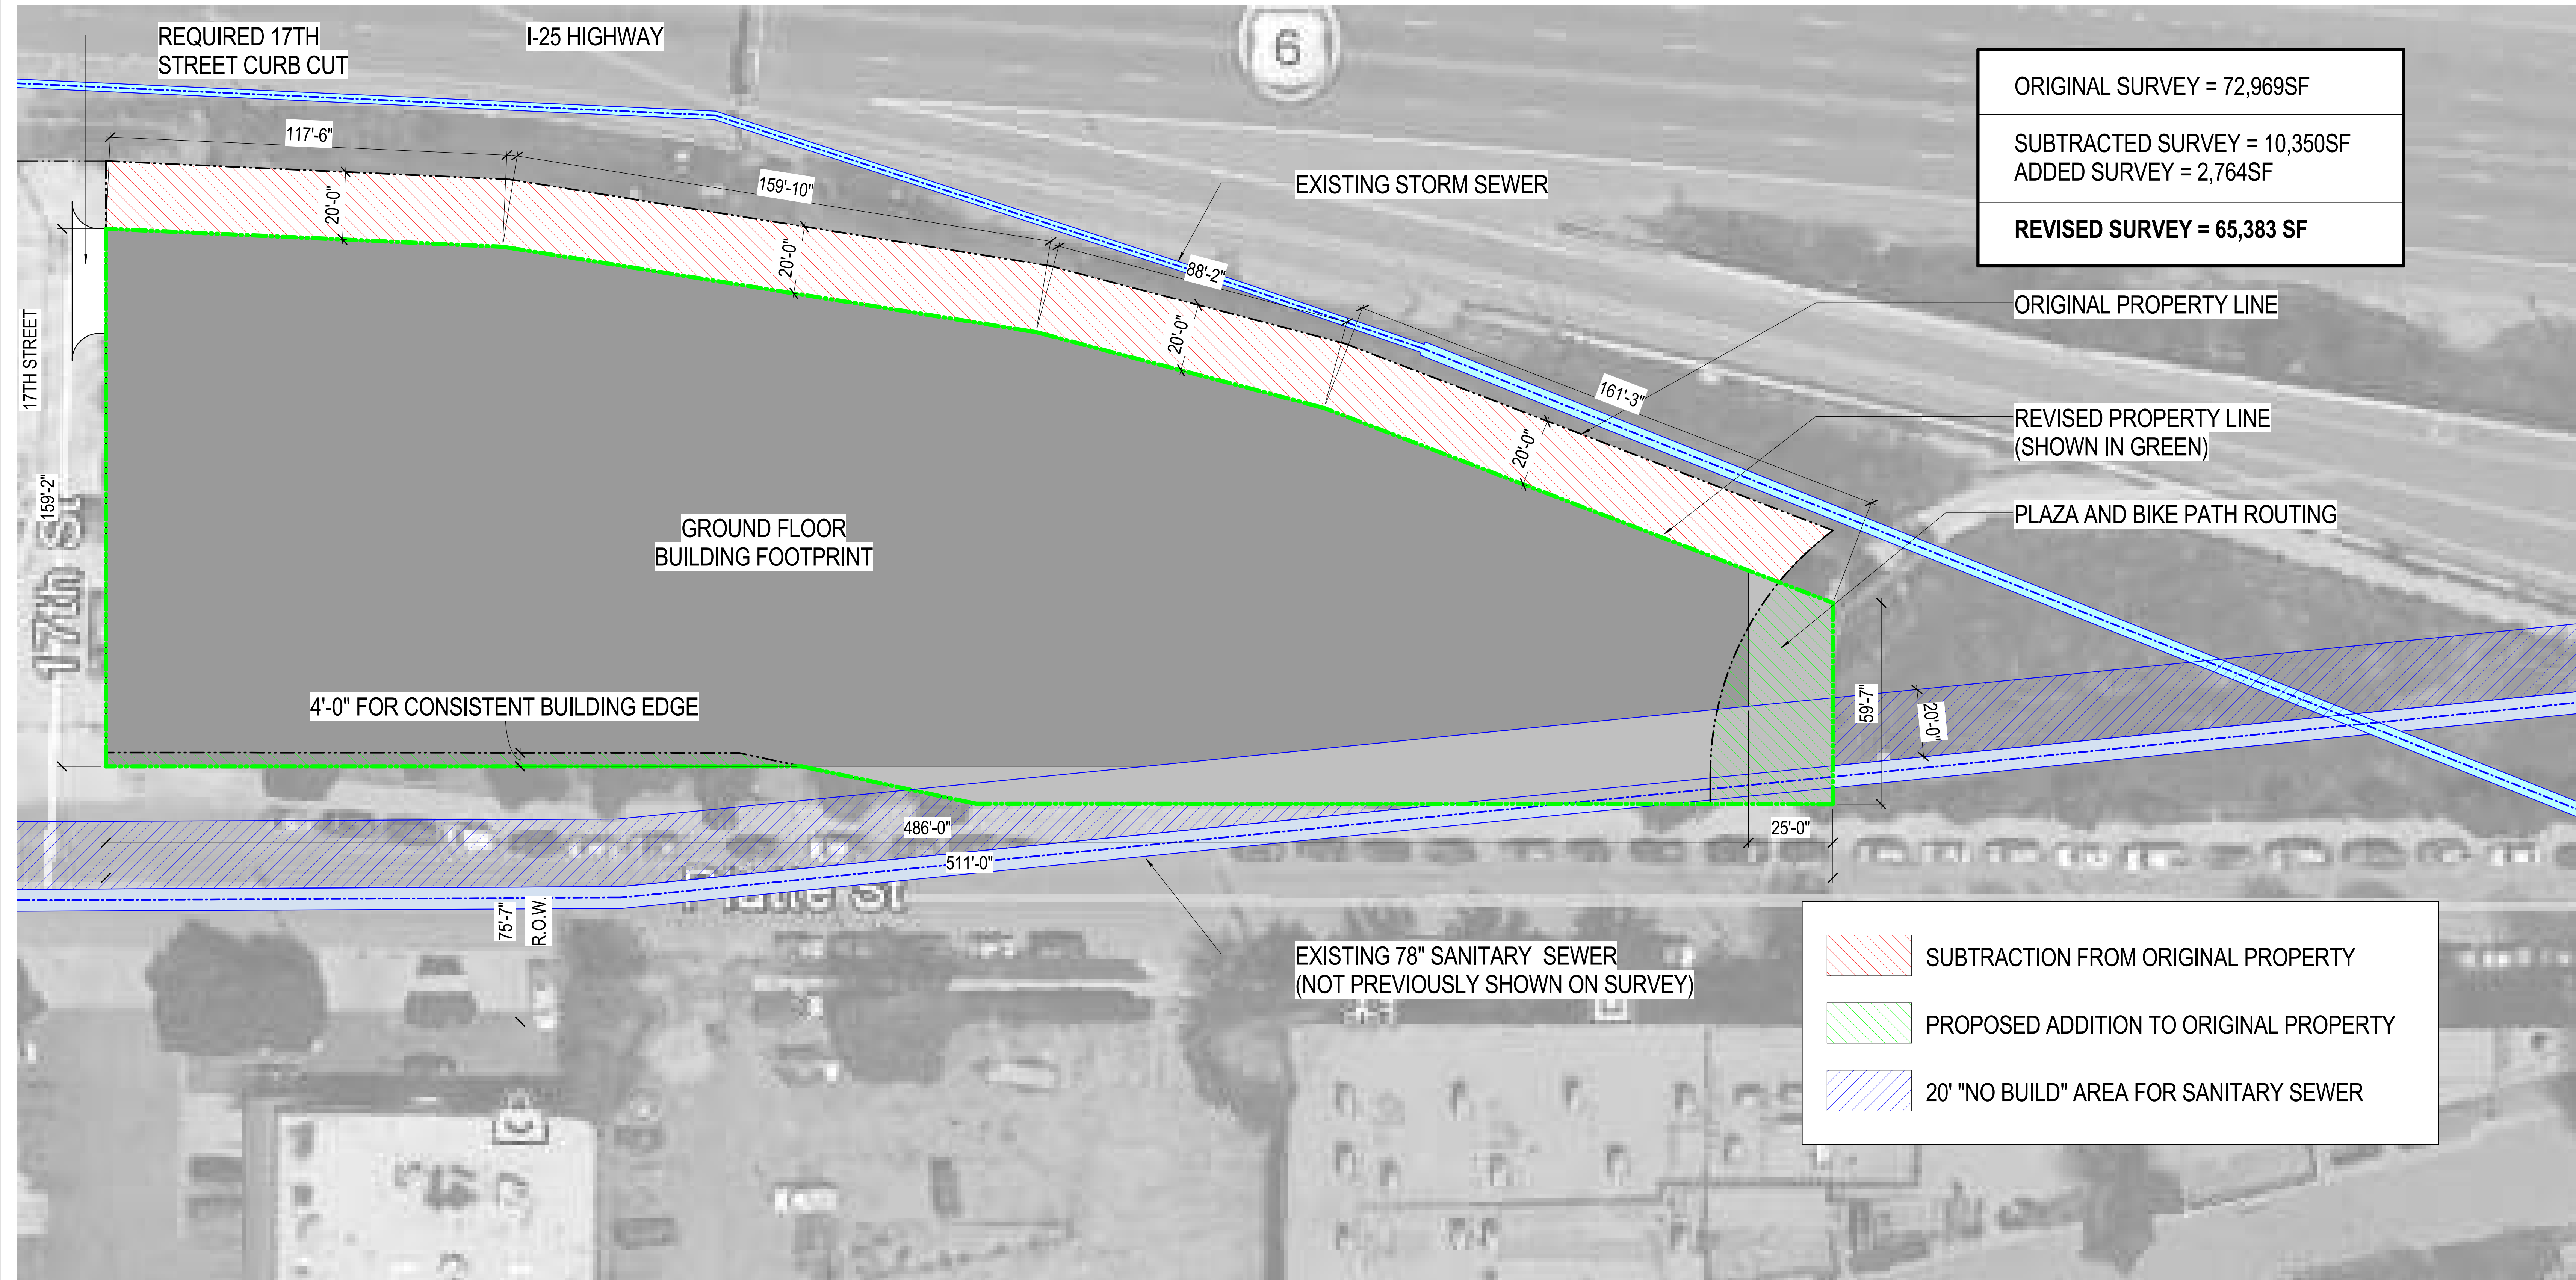 REQUIRED 17TH
STREET CURB CUT
I-25 HIGHWAY
6
ORIGINAL SURVEY = 72,969SF
SUBTRACTED SURVEY = 10,350SF
ADDED SURVEY = 2,764SF
REVISED SURVEY = 65,383 SF
117'-6"
159'-10"
88'-2"
161'-3"
20'-0"
20'-0"
20'-0"
20'-0"
EXISTING STORM SEWER
ORIGINAL PROPERTY LINE
REVISED PROPERTY LINE
(SHOWN IN GREEN)
PLAZA AND BIKE PATH ROUTING
17TH STREET
159'-2"
17th St
GROUND FLOOR
BUILDING FOOTPRINT
4'-0" FOR CONSISTENT BUILDING EDGE
59'-7"
20'-0"
486'-0"
25'-0"
511'-0"
Platte St
75'-7"
R.O.W.
EXISTING 78" SANITARY SEWER
(NOT PREVIOUSLY SHOWN ON SURVEY)
SUBTRACTION FROM ORIGINAL PROPERTY
PROPOSED ADDITION TO ORIGINAL PROPERTY
20' "NO BUILD" AREA FOR SANITARY SEWER